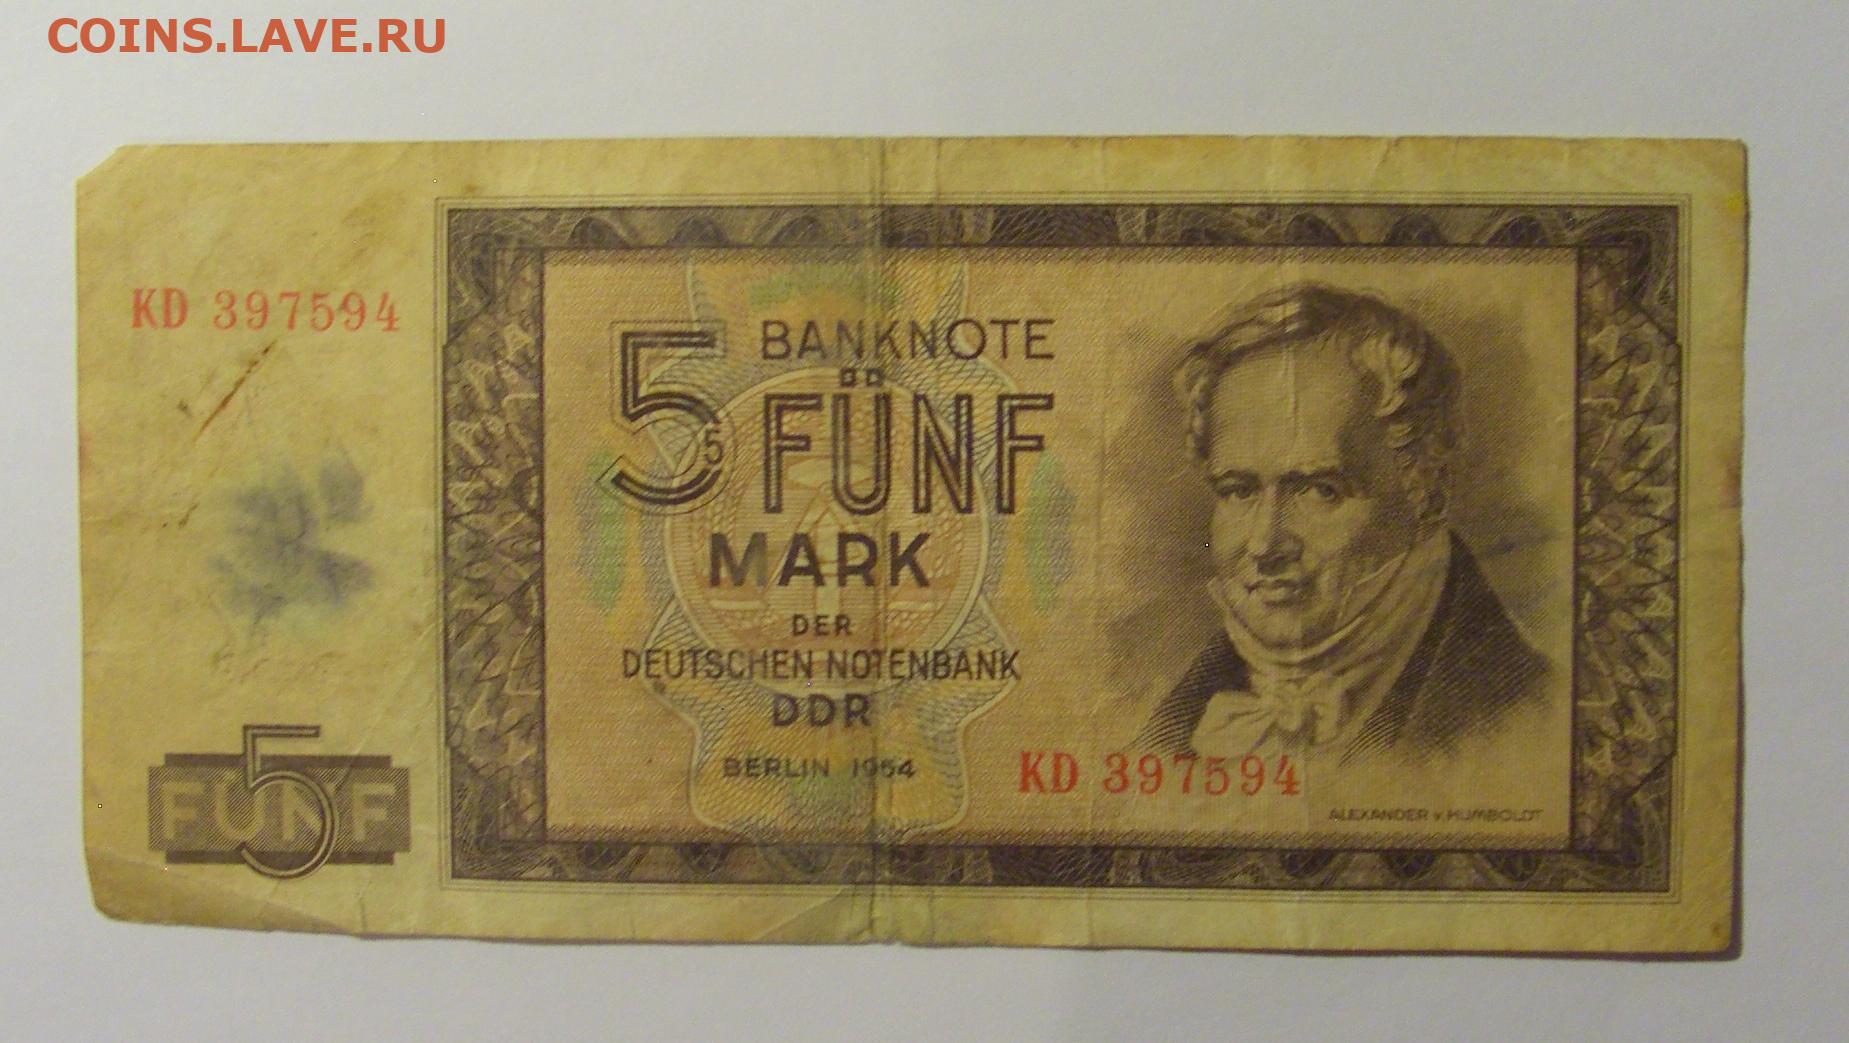 COINS.LAVE.RU
KD 397594
5
5
BANKNOTE
FÜNF
MARK
DER
DEUTSCHEN NOTENBANK
DDR
BERLIN 1964
KD 397594
ALEXANDER v. HUMBOLDT
5
FÜNF